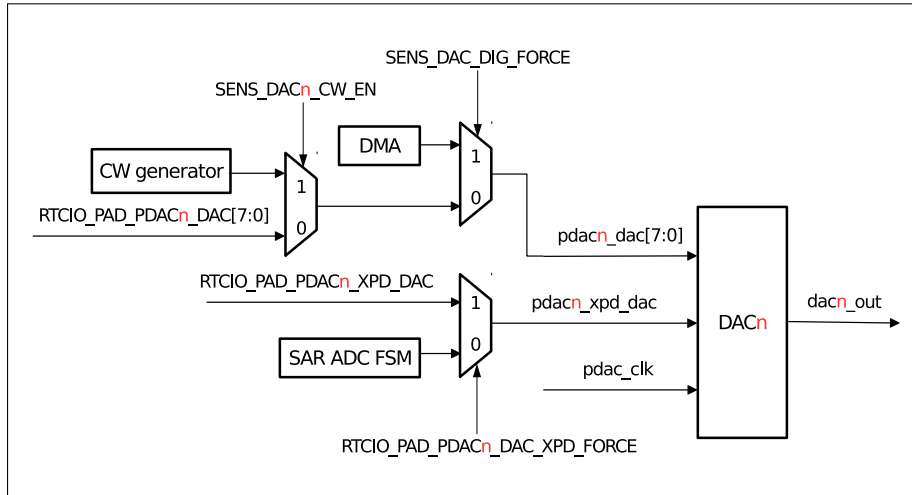 SENS_DAC_DIG_FORCE
SENS_DACn_CW_EN
DMA
1
0
CW generator
1
0
RTCIO_PAD_PDACn_DAC[7:0]
pdacn_dac[7:0]
RTCIO_PAD_PDACn_XPD_DAC
1
0
pdacn_xpd_dac
DACn
dacn_out
SAR ADC FSM
pdac_clk
RTCIO_PAD_PDACn_DAC_XPD_FORCE